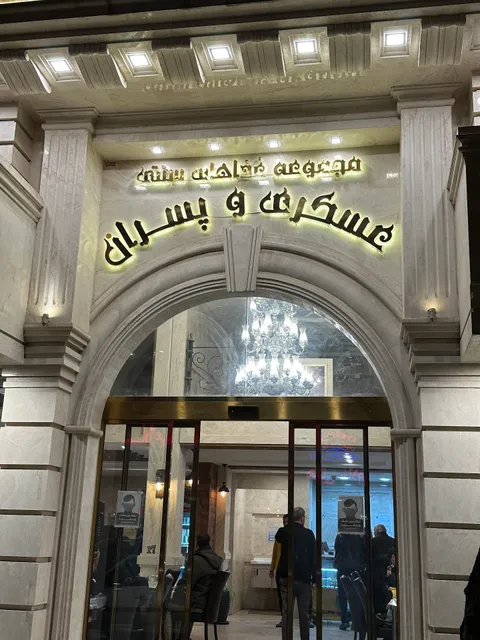 مجموعه غذاهای سنتی
عسکری و پسران